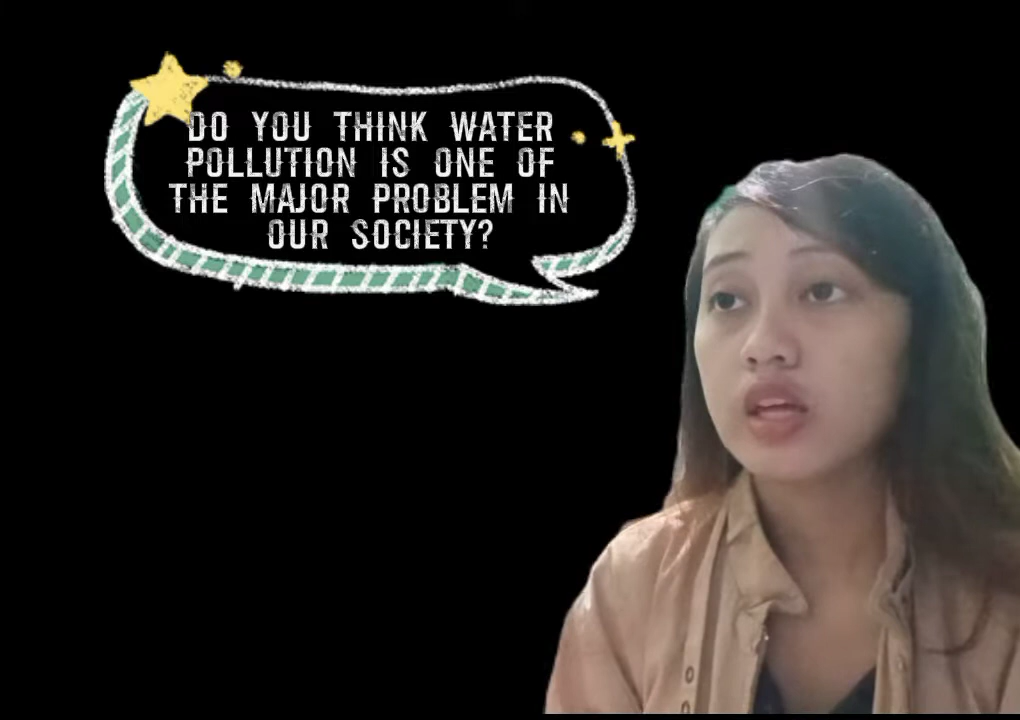 DO YOU THINK WATER
POLLUTION IS ONE OF
THE MAJOR PROBLEM IN
OUR SOCIETY?